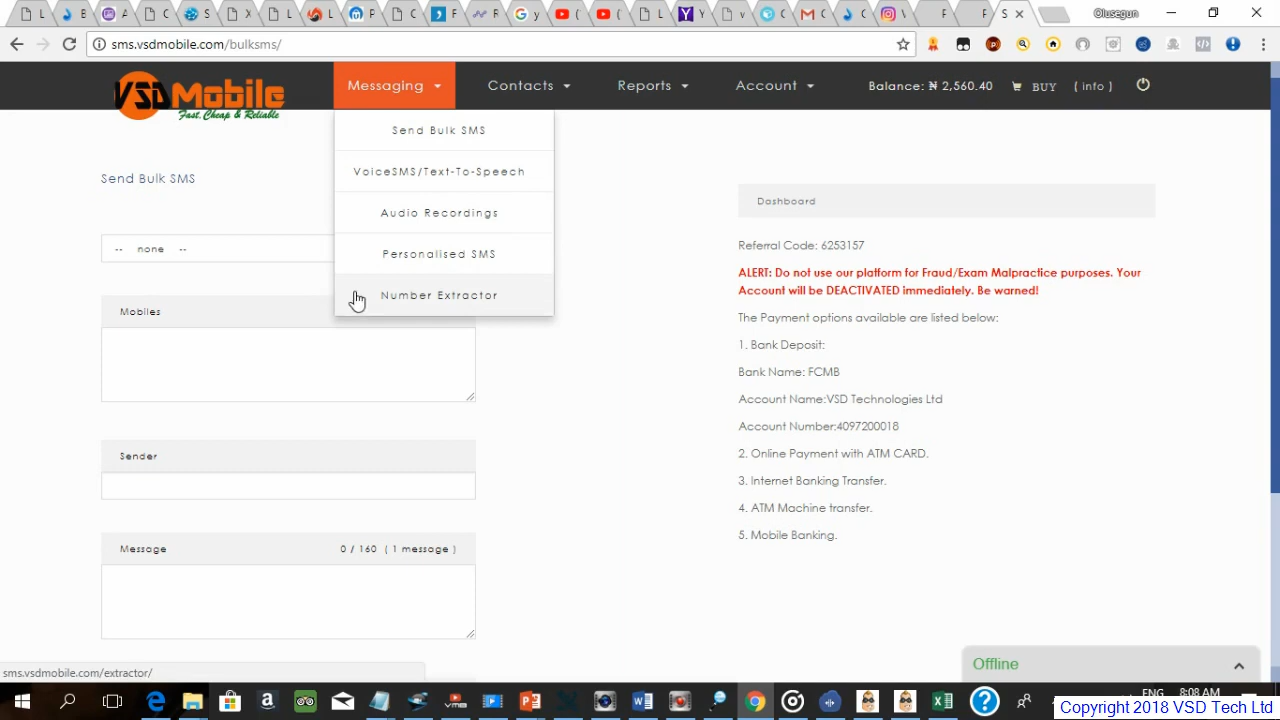 Olusegun
sms.vsdmobile.com/bulksms/
VSD Mobile
Fast, Cheap & Reliable
Messaging
Contacts
Reports
Account
Balance: ₦ 2,560.40
BUY
( info )
Send Bulk SMS
VoiceSMS/Text-To-Speech
Audio Recordings
Personalised SMS
Number Extractor
Send Bulk SMS
-- none --
Mobiles
Sender
Message
0 / 160 ( 1 message )
Dashboard
Referral Code: 6253157
ALERT: Do not use our platform for Fraud/Exam Malpractice purposes. Your
Account will be DEACTIVATED immediately. Be warned!
The Payment options available are listed below:
1. Bank Deposit:
Bank Name: FCMB
Account Name:VSD Technologies Ltd
Account Number:4097200018
2. Online Payment with ATM CARD.
3. Internet Banking Transfer.
4. ATM Machine transfer.
5. Mobile Banking.
Offline
sms.vsdmobile.com/extractor/
ENG
8:08 AM
Copyright 2018 VSD Tech Ltd